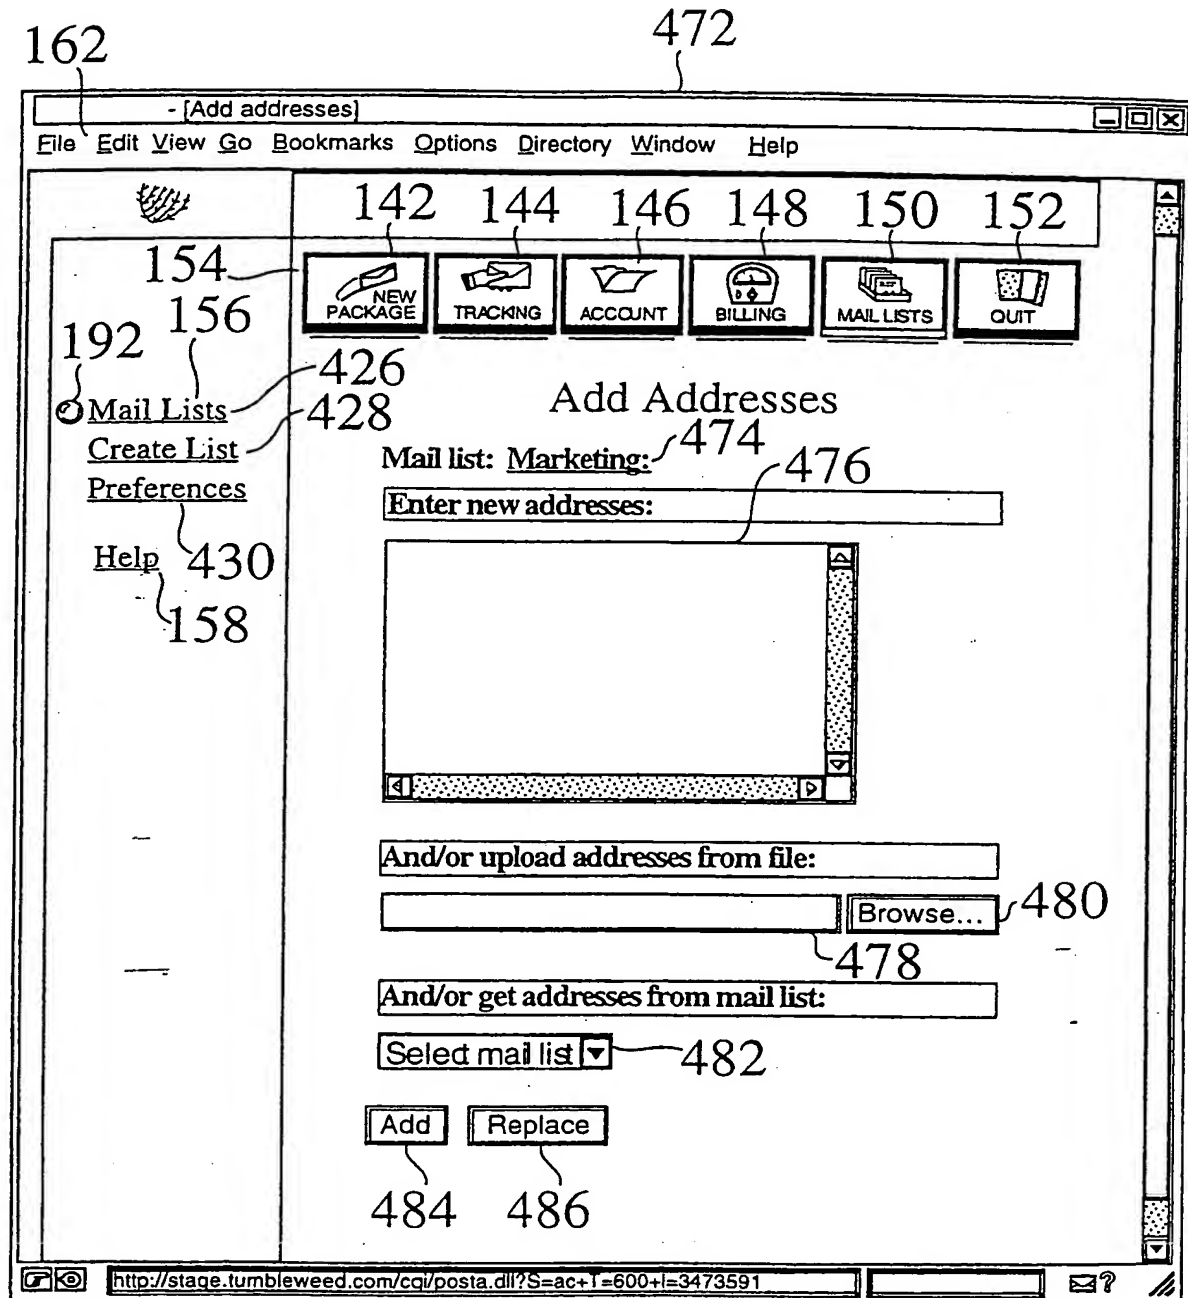 472
162
- [Add addresses]
File Edit View Go Bookmarks Options Directory Window Help
142 144 146 148 150 152
154
NEW PACKAGE TRACKING ACCOUNT BILLING MAIL LISTS QUIT
156
192
426
Mail Lists
428
Create List
Preferences
430
Help
158
Add Addresses
474
Mail list: Marketing:
476
Enter new addresses:
And/or upload addresses from file:
Browse...
480
478
And/or get addresses from mail list:
Select mail list
482
Add Replace
484 486
http://stage.tumbleweed.com/cgi/posta.dll?S=ac+T=600+I=3473591
?